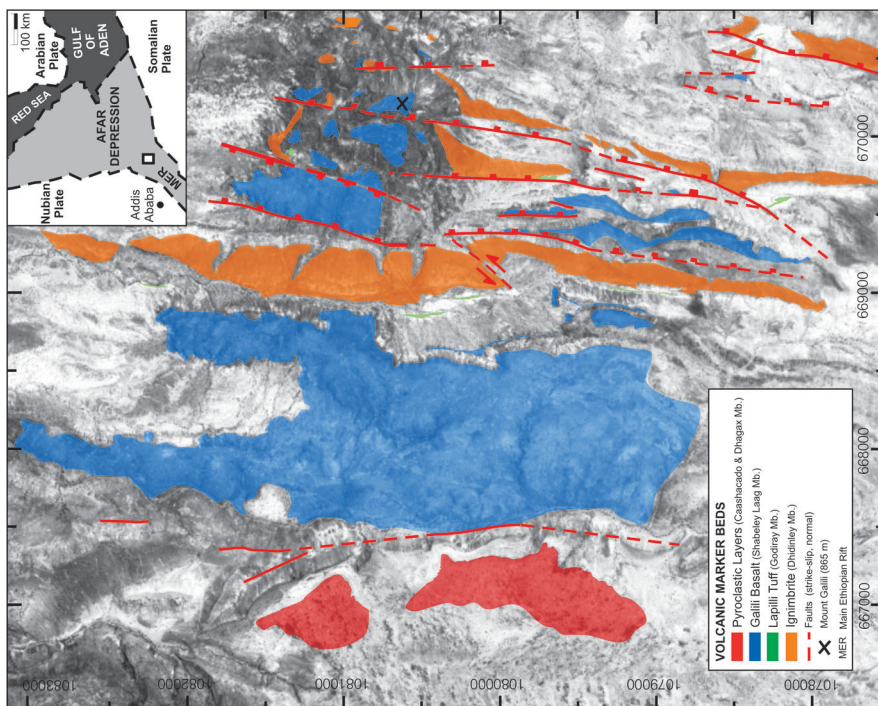 100 km
Arabian
Plate
GULF
OF
ADEN
RED SEA
Somalian
Plate
AFAR
DEPRESSION
Nubian
Plate
MER
Addis
Ababa
670000
669000
668000
667000
1083000
1082000
1081000
1080000
1079000
1078000
VOLCANIC MARKER BEDS
Pyroclastic Layers (Caashacado & Dhagax Mb.)
Galili Basalt (Shabeley Laag Mb.)
Lapilli Tuff (Godiray Mb.)
Ignimbrite (Dhidinley Mb.)
Faults (strike-slip, normal)
Mount Galili (865 m)
MER Main Ethiopian Rift